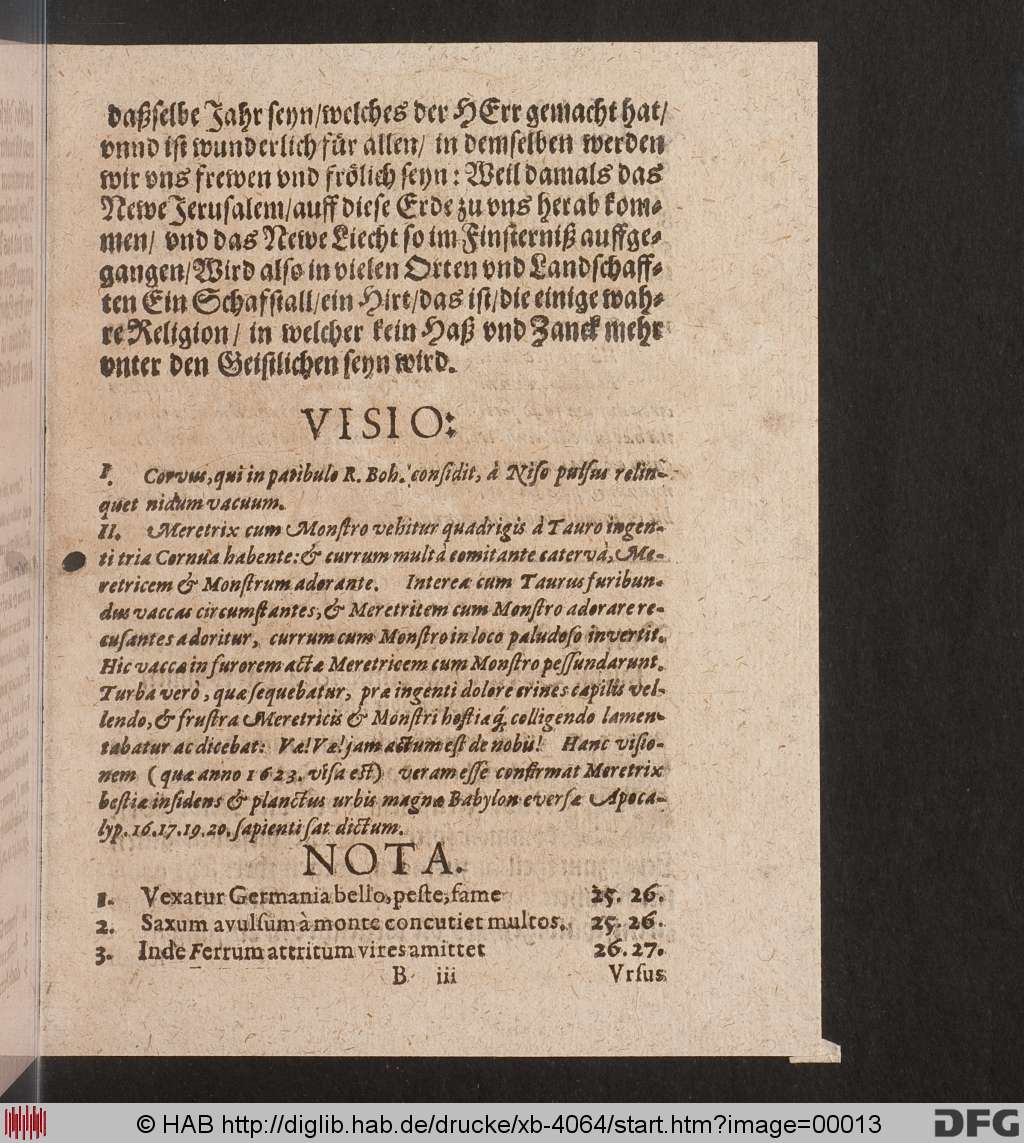 daßselbe Jahr seyn/welches der HErr gemacht hat/
vnnd ist wunderlich für allen/ in demselben werden
wir vns frewen vnd frölich seyn: Weil damals das
Newe Jerusalem/auff diese Erde zu vns herab kom-
men/ vnd das Newe Liecht so im Finsterniß auffge-
gangen/Wird also in vielen Orten vnd Landschaff-
ten Ein Schafstall/ein Hirt/das ist/die einige wah-
re Religion/ in welcher kein Haß vnd Zanck mehr
vnter den Geistlichen seyn wird.
VISIO:
I. Corvus, qui in patibulo R. Boh. considit, à Niso pulsus relin-
quet nidum vacuum.
II. Meretrix cum Monstro vehitur quadrigis à Tauro ingen-
ti tria Cornua habente: & currum multâ comitante catervâ, Me-
retricem & Monstrum adorante. Interea cum Taurus furibun-
dus vaccas circumstantes, & Meretricem cum Monstro adorare re-
cusantes adoritur, currum cum Monstro in loco paludoso invertit.
Hic vaccæ in furorem actæ Meretricem cum Monstro pessundarunt.
Turba verò, quæ sequebatur, præ ingenti dolore crines capillis vel-
lendo, & frustra Meretricis & Monstri hostiaq́; colligendo lamen-
tabatur ac dicebat: Væ! Væ! jam actum est de nobis! Hanc visio-
nem (quæ anno 1623. visa est) veram esse confirmat Meretrix
bestiæ insidens & planctus urbis magnæ Babylon eversæ Apoca-
lyp. 16. 17. 19. 20. sapienti sat dictum.
NOTA.
1. Vexatur Germania bello, peste, fame 25. 26.
2. Saxum avulsum à monte concutiet multos. 25. 26.
3. Inde Ferrum attritum vires amittet 26. 27.
B iii Vrsus
© HAB http://diglib.hab.de/drucke/xb-4064/start.htm?image=00013
DFG